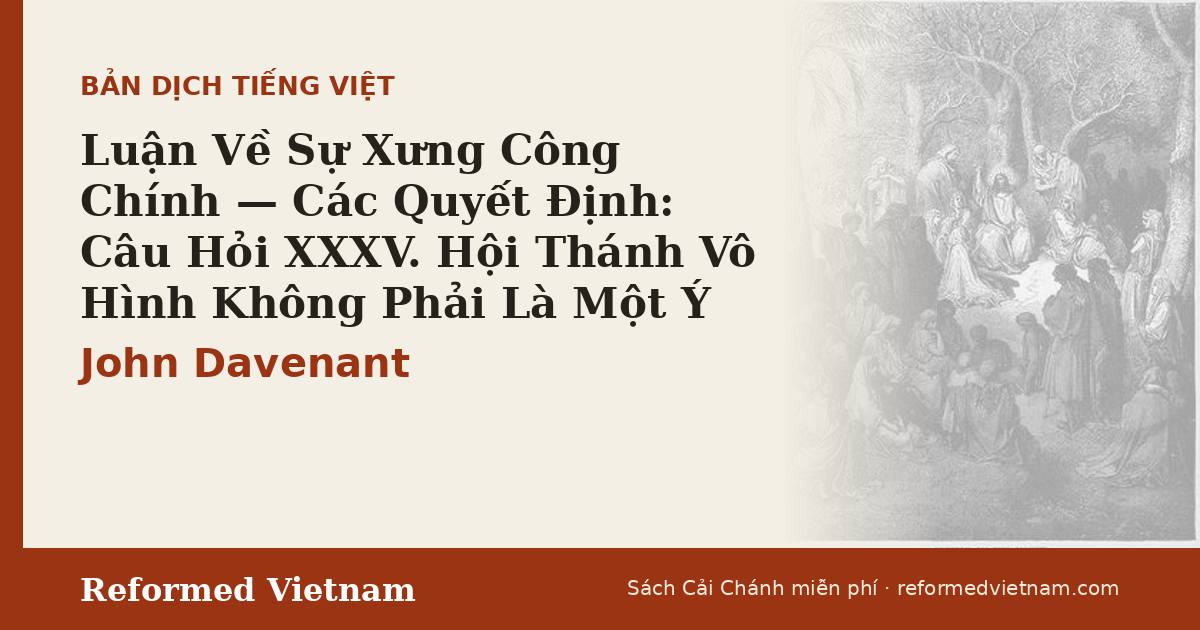 BẢN DỊCH TIẾNG VIỆT
Luận Về Sự Xưng Công
Chính — Các Quyết Định:
Câu Hỏi XXXV. Hội Thánh Vô
Hình Không Phải Là Một Ý
John Davenant
Reformed Vietnam
Sách Cải Chánh miễn phí · reformedvietnam.com